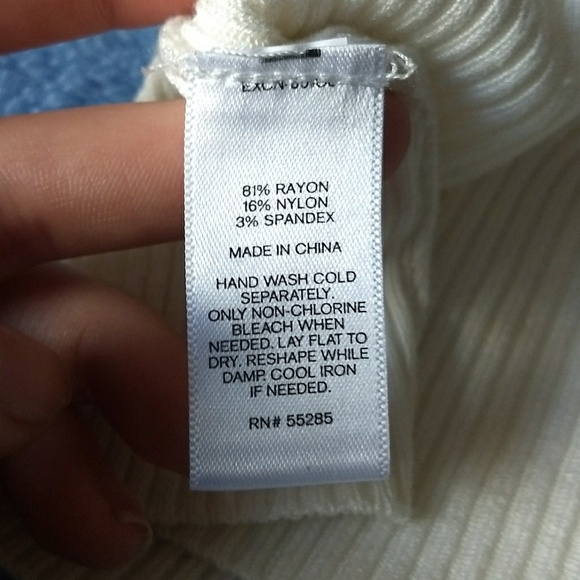 81% RAYON
16% NYLON
3% SPANDEX
MADE IN CHINA
HAND WASH COLD
SEPARATELY.
ONLY NON-CHLORINE
BLEACH WHEN
NEEDED. LAY FLAT TO
DRY. RESHAPE WHILE
DAMP. COOL IRON
IF NEEDED.
RN# 55285